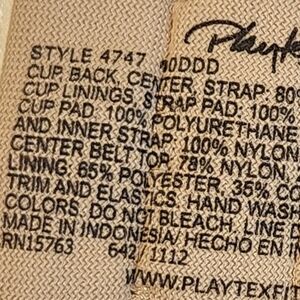 Playte
STYLE 4747 40DDD
CUP, BACK, CENTER, STRAP: 80
CUP LININGS, STRAP PAD: 100%
CUP PAD: 100% POLYURETHANE
AND INNER STRAP: 100% NYLON
CENTER BELT TOP: 78% NYLON,
LINING: 65% POLYESTER, 35% CO
TRIM AND ELASTICS. HAND WASH
COLORS. DO NOT BLEACH. LINE D
MADE IN INDONESIA/ HECHO EN I
RN15763 642 1112
WWW.PLAYTEXFIT